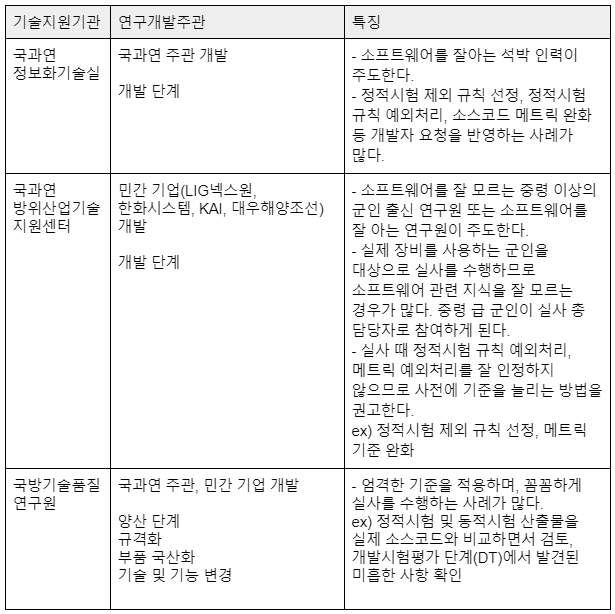 기술지원기관
연구개발주관
특징
국과연
정보화기술실
국과연 주관 개발
개발 단계
- 소프트웨어를 잘아는 석박 인력이
주도한다.
- 정적시험 제외 규칙 선정, 정적시험
규칙 예외처리, 소스코드 메트릭 완화
등 개발자 요청을 반영하는 사례가
많다.
국과연
방위산업기술
지원센터
민간 기업(LIG넥스원,
한화시스템, KAI, 대우해양조선)
개발
개발 단계
- 소프트웨어를 잘 모르는 중령 이상의
군인 출신 연구원 또는 소프트웨어를
잘 아는 연구원이 주도한다.
- 실제 장비를 사용하는 군인을
대상으로 실사를 수행하므로
소프트웨어 관련 지식을 잘 모르는
경우가 많다. 중령 급 군인이 실사 총
담당자로 참여하게 된다.
- 실사 때 정적시험 규칙 예외처리,
메트릭 예외처리를 잘 인정하지
않으므로 사전에 기준을 늘리는 방법을
권고한다.
ex) 정적시험 제외 규칙 선정, 메트릭
기준 완화
국방기술품질
연구원
국과연 주관, 민간 기업 개발
양산 단계
규격화
부품 국산화
기술 및 기능 변경
- 엄격한 기준을 적용하며, 꼼꼼하게
실사를 수행하는 사례가 많다.
ex) 정적시험 및 동적시험 산출물을
실제 소스코드와 비교하면서 검토,
개발시험평가 단계(DT)에서 발견된
미흡한 사항 확인